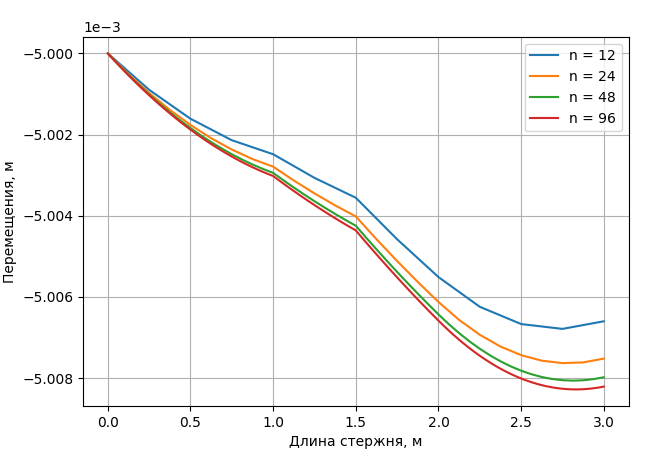 1e−3
−5.000
−5.002
−5.004
−5.006
−5.008
Перемещения, м
n = 12
n = 24
n = 48
n = 96
0.0 0.5 1.0 1.5 2.0 2.5 3.0
Длина стержня, м